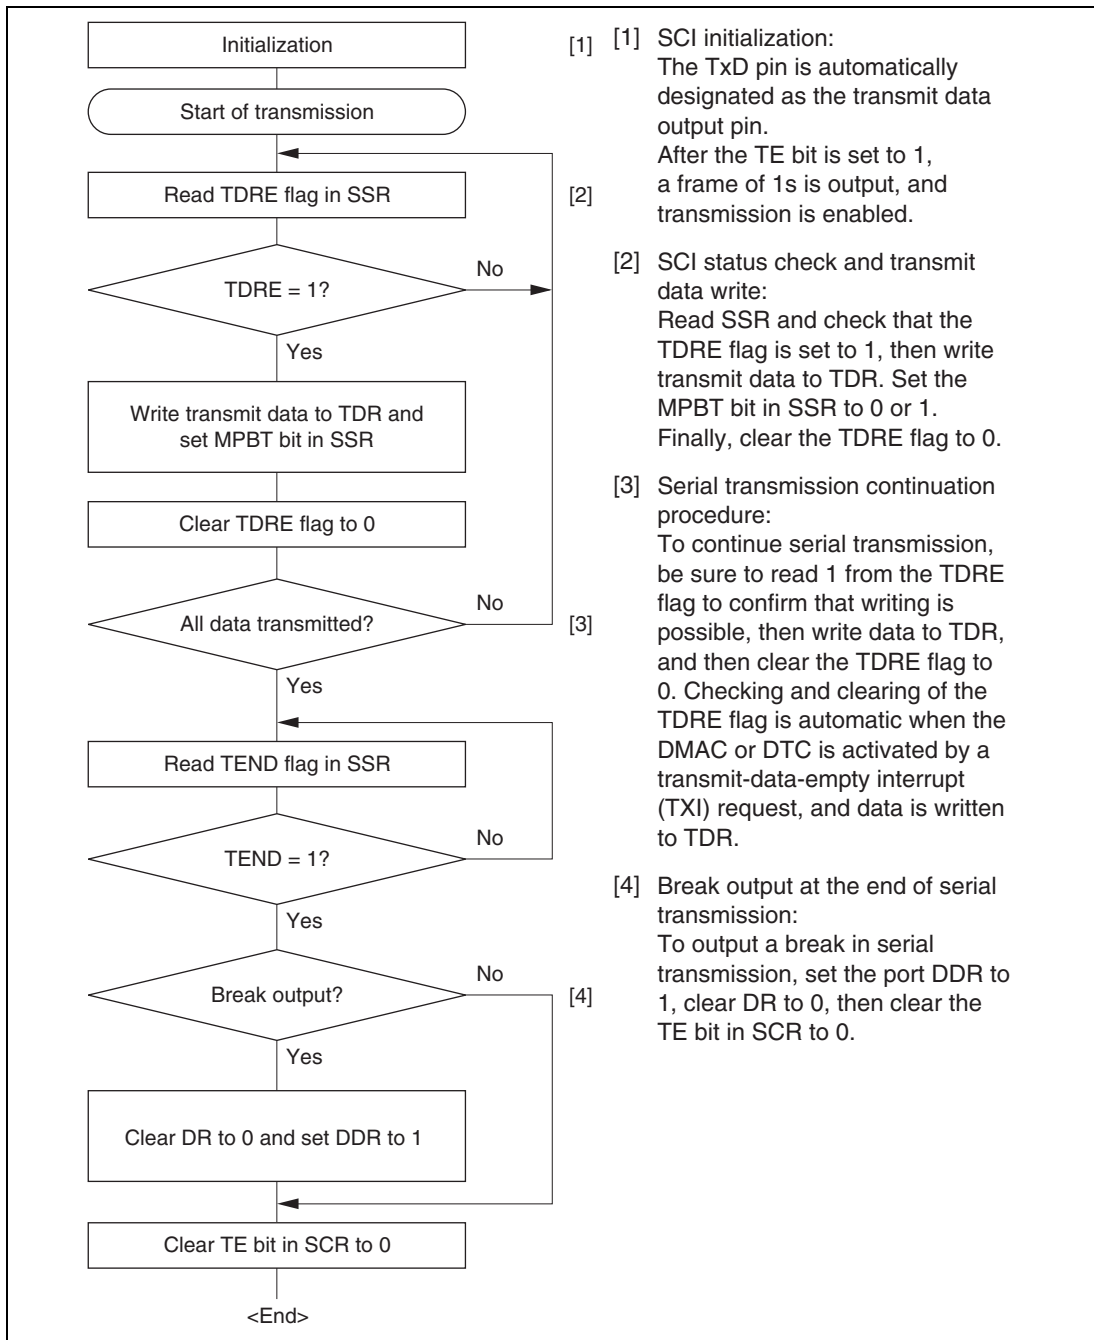 Initialization
[1]
Start of transmission
Read TDRE flag in SSR
[2]
TDRE = 1?
No
Yes
Write transmit data to TDR and
set MPBT bit in SSR
Clear TDRE flag to 0
All data transmitted?
No
[3]
Yes
Read TEND flag in SSR
TEND = 1?
No
Yes
Break output?
No
[4]
Yes
Clear DR to 0 and set DDR to 1
Clear TE bit in SCR to 0
<End>
[1] SCI initialization:
The TxD pin is automatically
designated as the transmit data
output pin.
After the TE bit is set to 1,
a frame of 1s is output, and
transmission is enabled.
[2] SCI status check and transmit
data write:
Read SSR and check that the
TDRE flag is set to 1, then write
transmit data to TDR. Set the
MPBT bit in SSR to 0 or 1.
Finally, clear the TDRE flag to 0.
[3] Serial transmission continuation
procedure:
To continue serial transmission,
be sure to read 1 from the TDRE
flag to confirm that writing is
possible, then write data to TDR,
and then clear the TDRE flag to
0. Checking and clearing of the
TDRE flag is automatic when the
DMAC or DTC is activated by a
transmit-data-empty interrupt
(TXI) request, and data is written
to TDR.
[4] Break output at the end of serial
transmission:
To output a break in serial
transmission, set the port DDR to
1, clear DR to 0, then clear the
TE bit in SCR to 0.